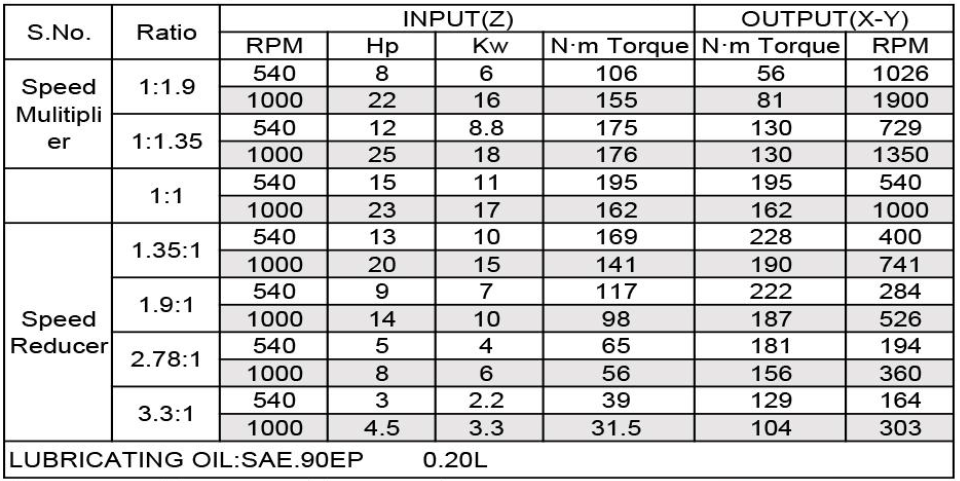 S.No. Ratio INPUT(Z) OUTPUT(X-Y)
RPM Hp Kw N·m Torque N·m Torque RPM
Speed Mulitipli er 1:1.9 540 8 6 106 56 1026
1000 22 16 155 81 1900
1:1.35 540 12 8.8 175 130 729
1000 25 18 176 130 1350
1:1 540 15 11 195 195 540
1000 23 17 162 162 1000
Speed Reducer 1.35:1 540 13 10 169 228 400
1000 20 15 141 190 741
1.9:1 540 9 7 117 222 284
1000 14 10 98 187 526
2.78:1 540 5 4 65 181 194
1000 8 6 56 156 360
3.3:1 540 3 2.2 39 129 164
1000 4.5 3.3 31.5 104 303
LUBRICATING OIL:SAE.90EP 0.20L